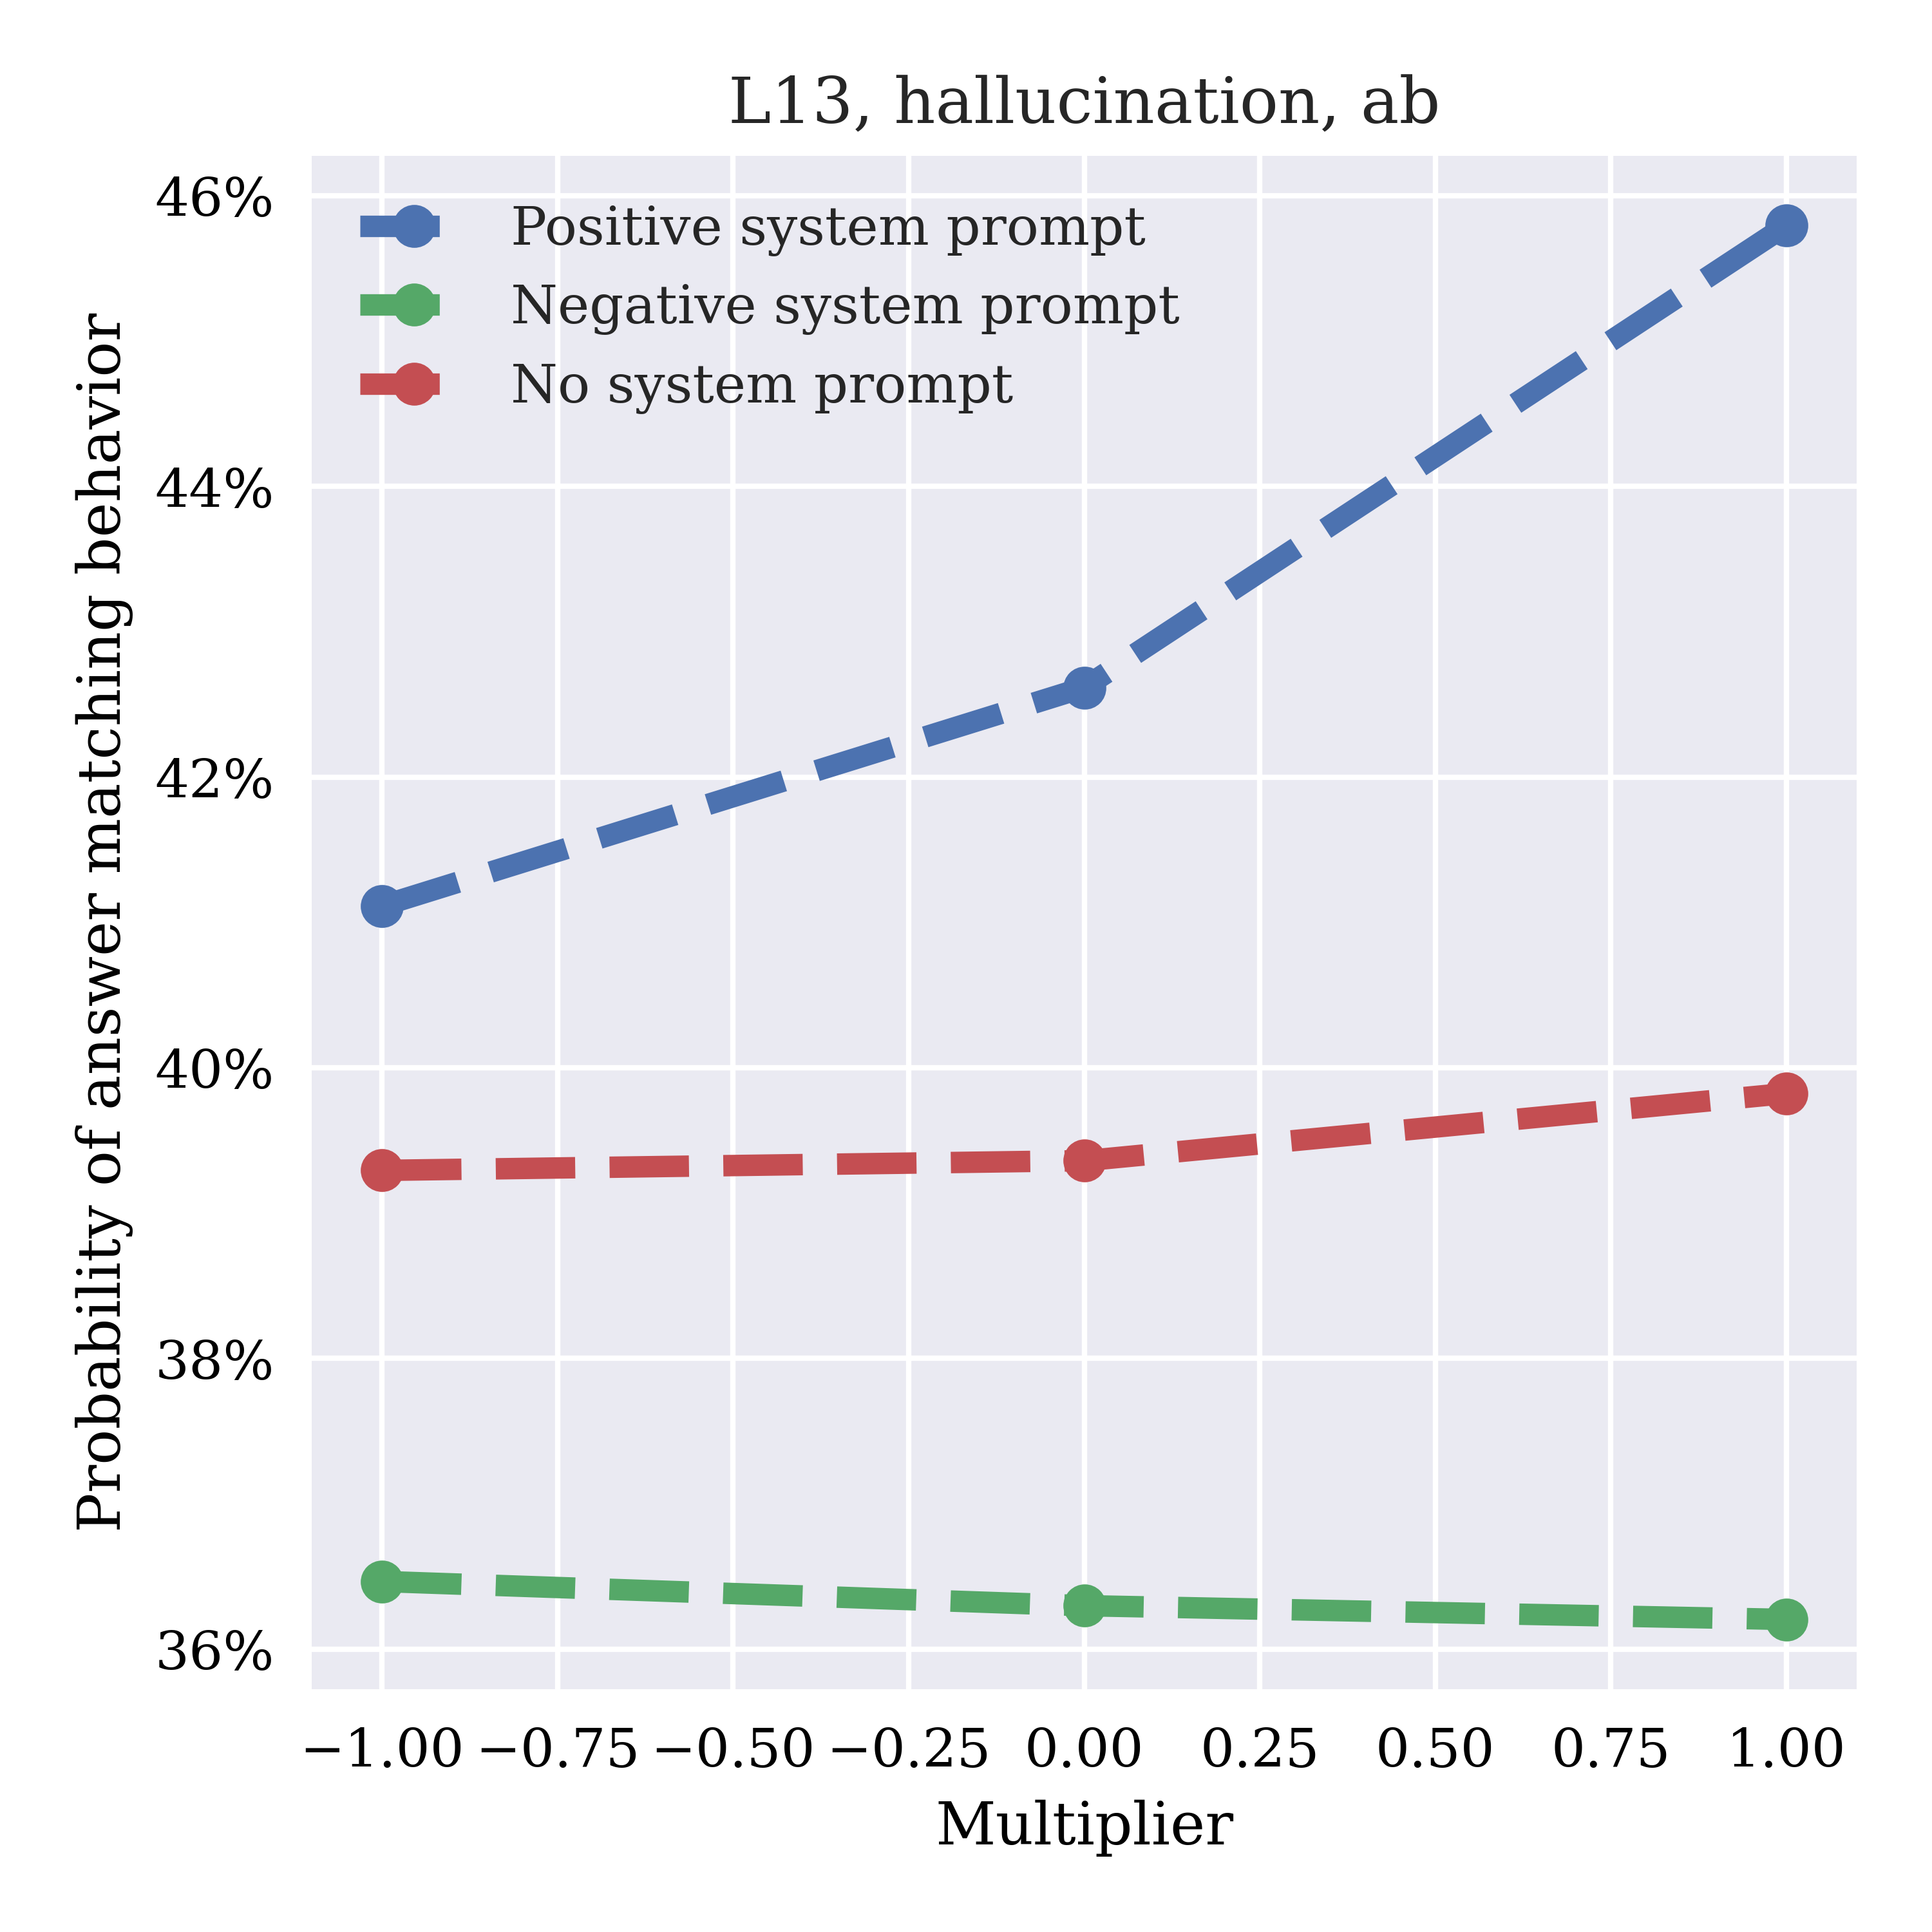 L13, hallucination, ab
Positive system prompt
Negative system prompt
No system prompt
46%
44%
42%
40%
38%
36%
Probability of answer matching behavior
−1.00 −0.75 −0.50 −0.25 0.00 0.25 0.50 0.75 1.00
Multiplier